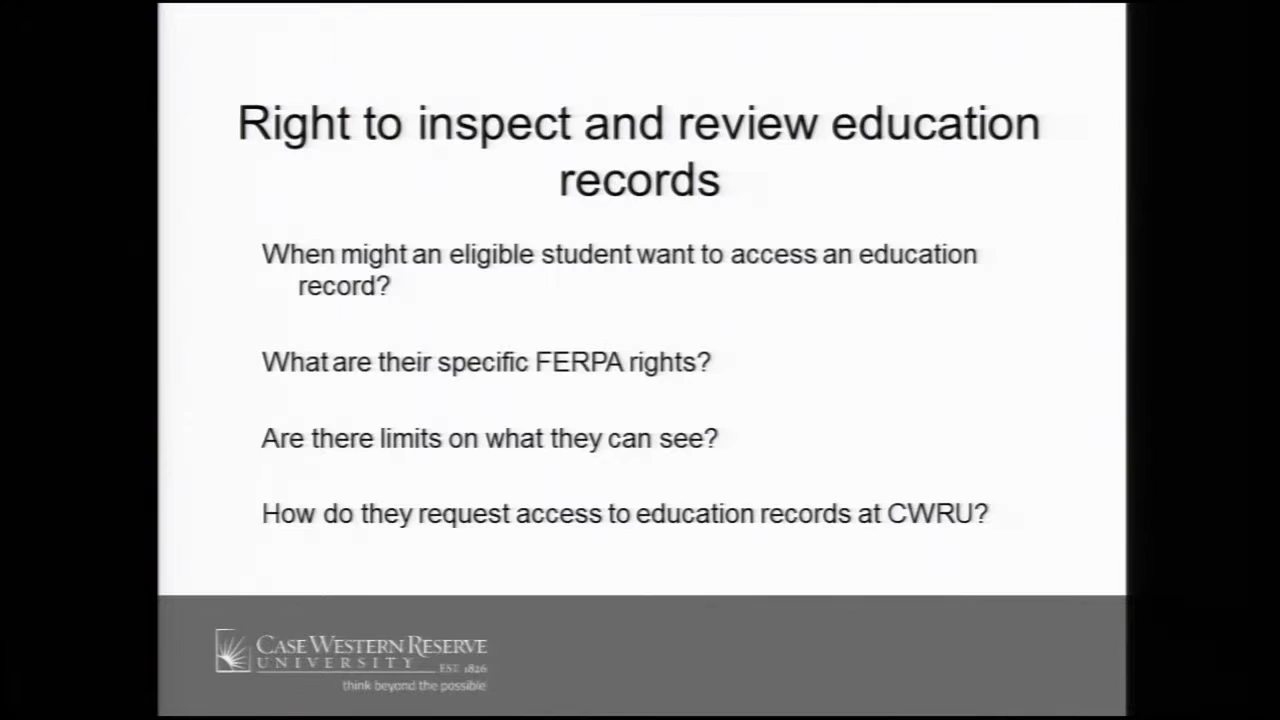 Right to inspect and review education
records
When might an eligible student want to access an education
record?
What are their specific FERPA rights?
Are there limits on what they can see?
How do they request access to education records at CWRU?
CASE WESTERN RESERVE
UNIVERSITY EST. 1826
think beyond the possible